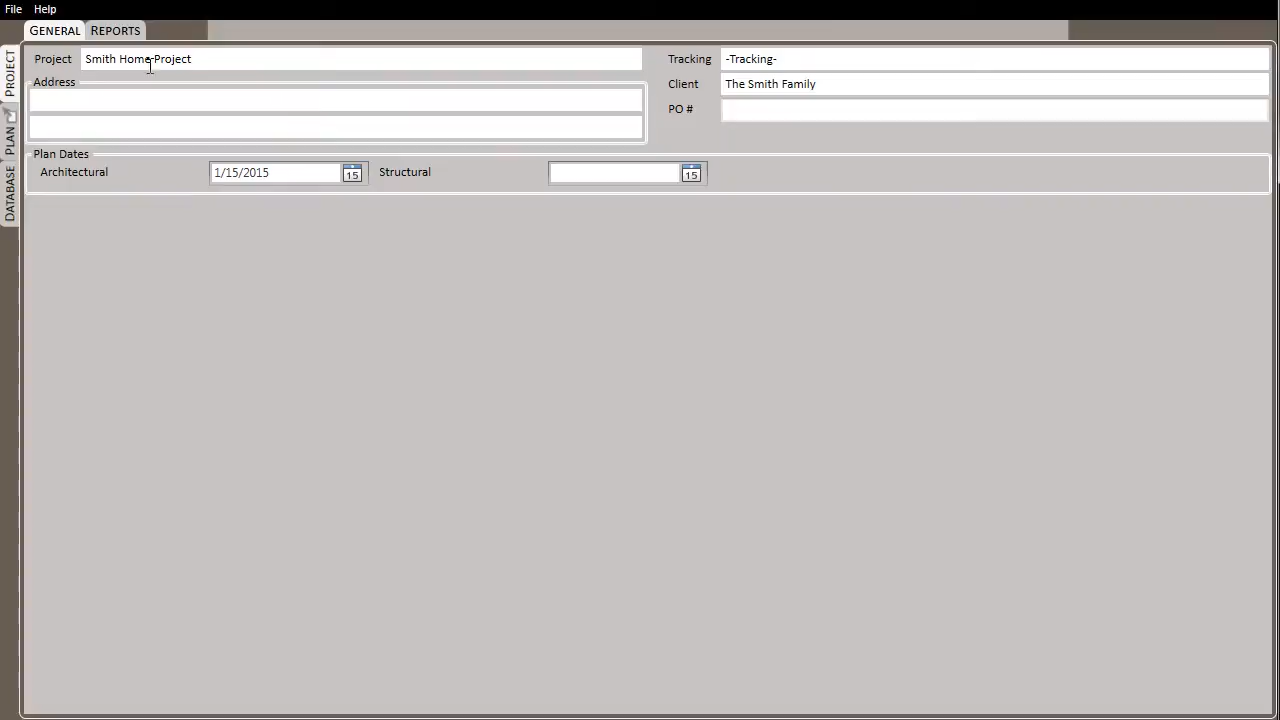 File Help
GENERAL REPORTS
PROJECT
PLAN
DATABASE
Project Smith Home-Project
Address
Tracking -Tracking-
Client The Smith Family
PO #
Plan Dates
Architectural 1/15/2015 15 Structural 15